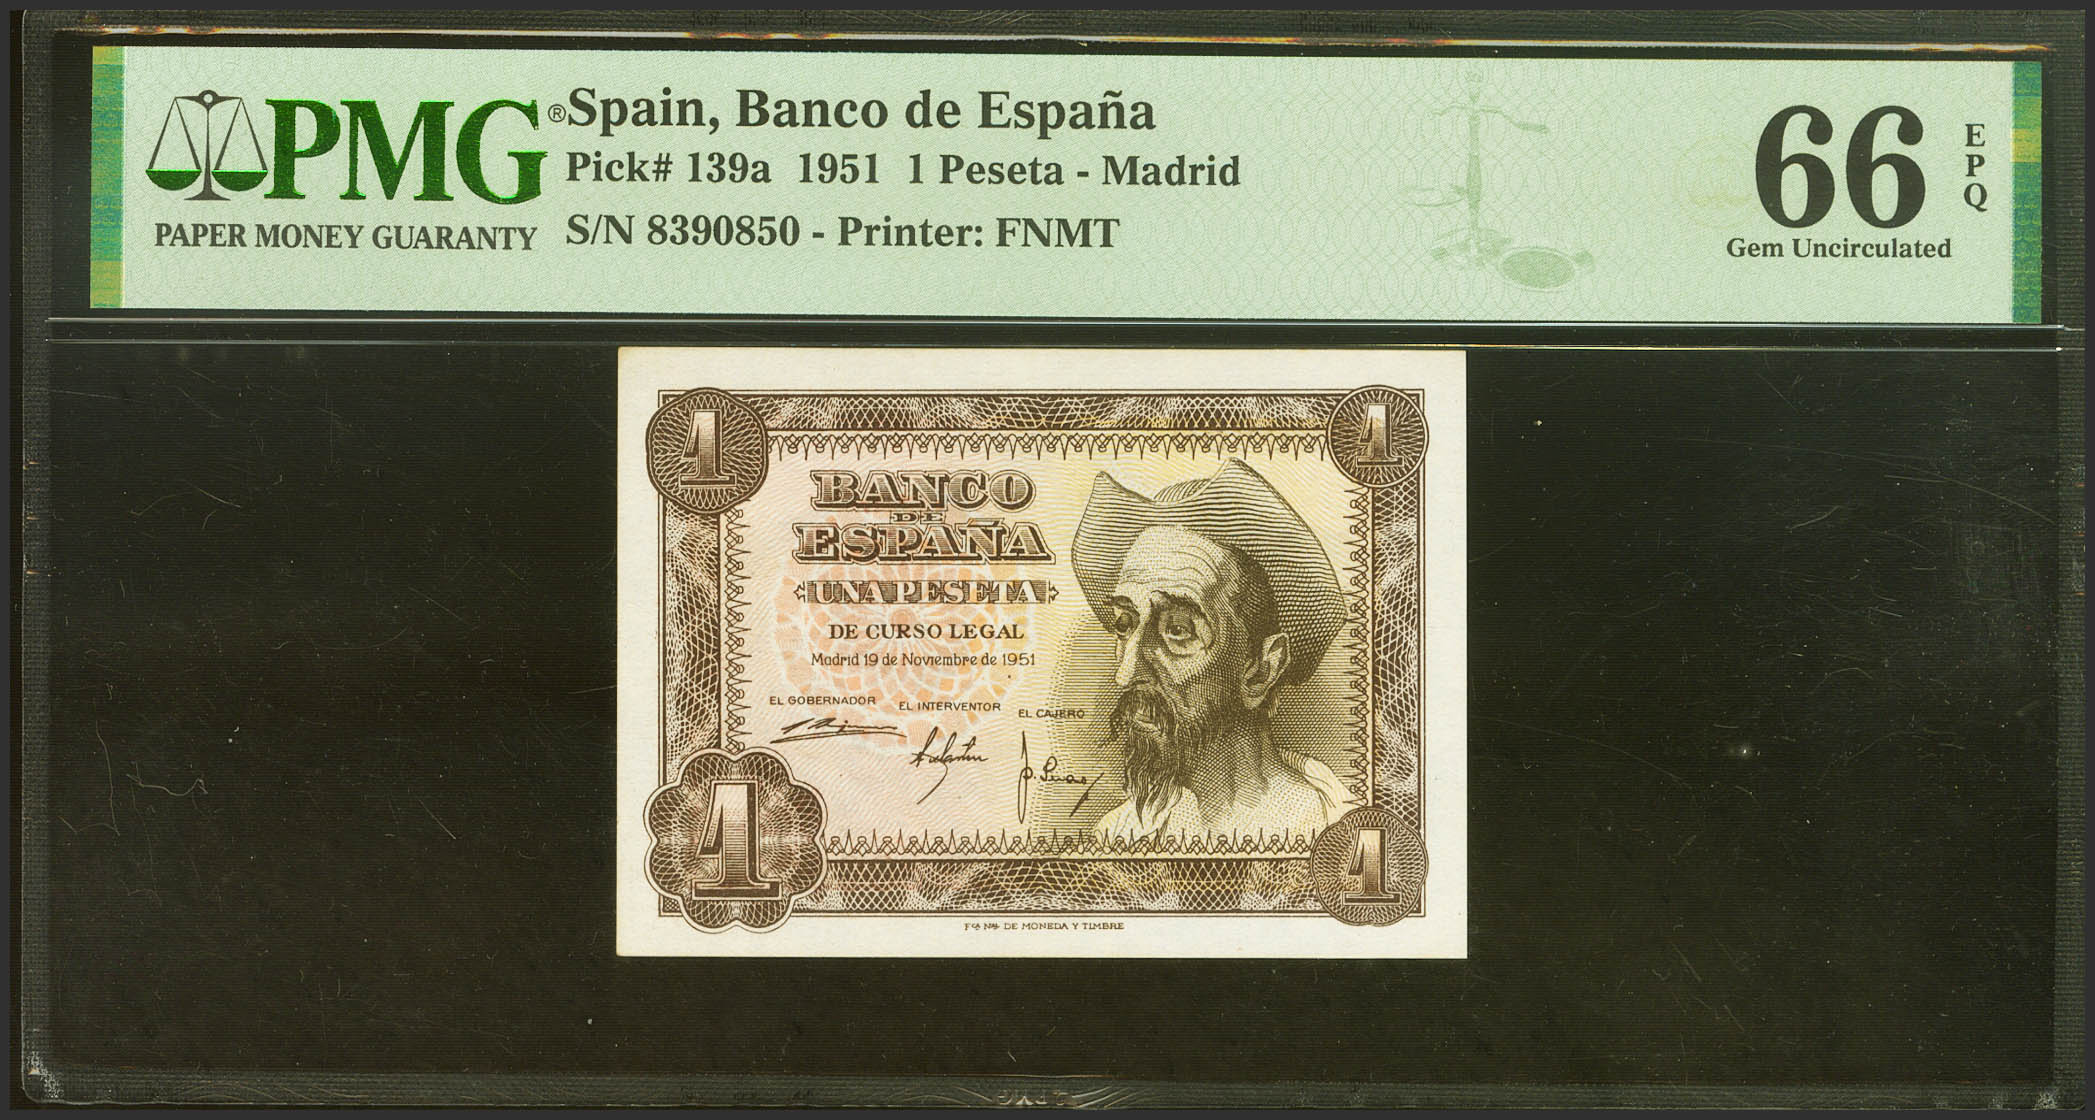 PMG®
PAPER MONEY GUARANTY
Spain, Banco de España
Pick# 139a 1951 1 Peseta - Madrid
S/N 8390850 - Printer: FNMT
66
EPQ
Gem Uncirculated
1
1
BANCO
DE
ESPAÑA
UNA PESETA
DE CURSO LEGAL
Madrid 19 de Noviembre de 1951
EL GOBERNADOR EL INTERVENTOR EL CAJERO
1
1
Fca Nal DE MONEDA Y TIMBRE
PMG